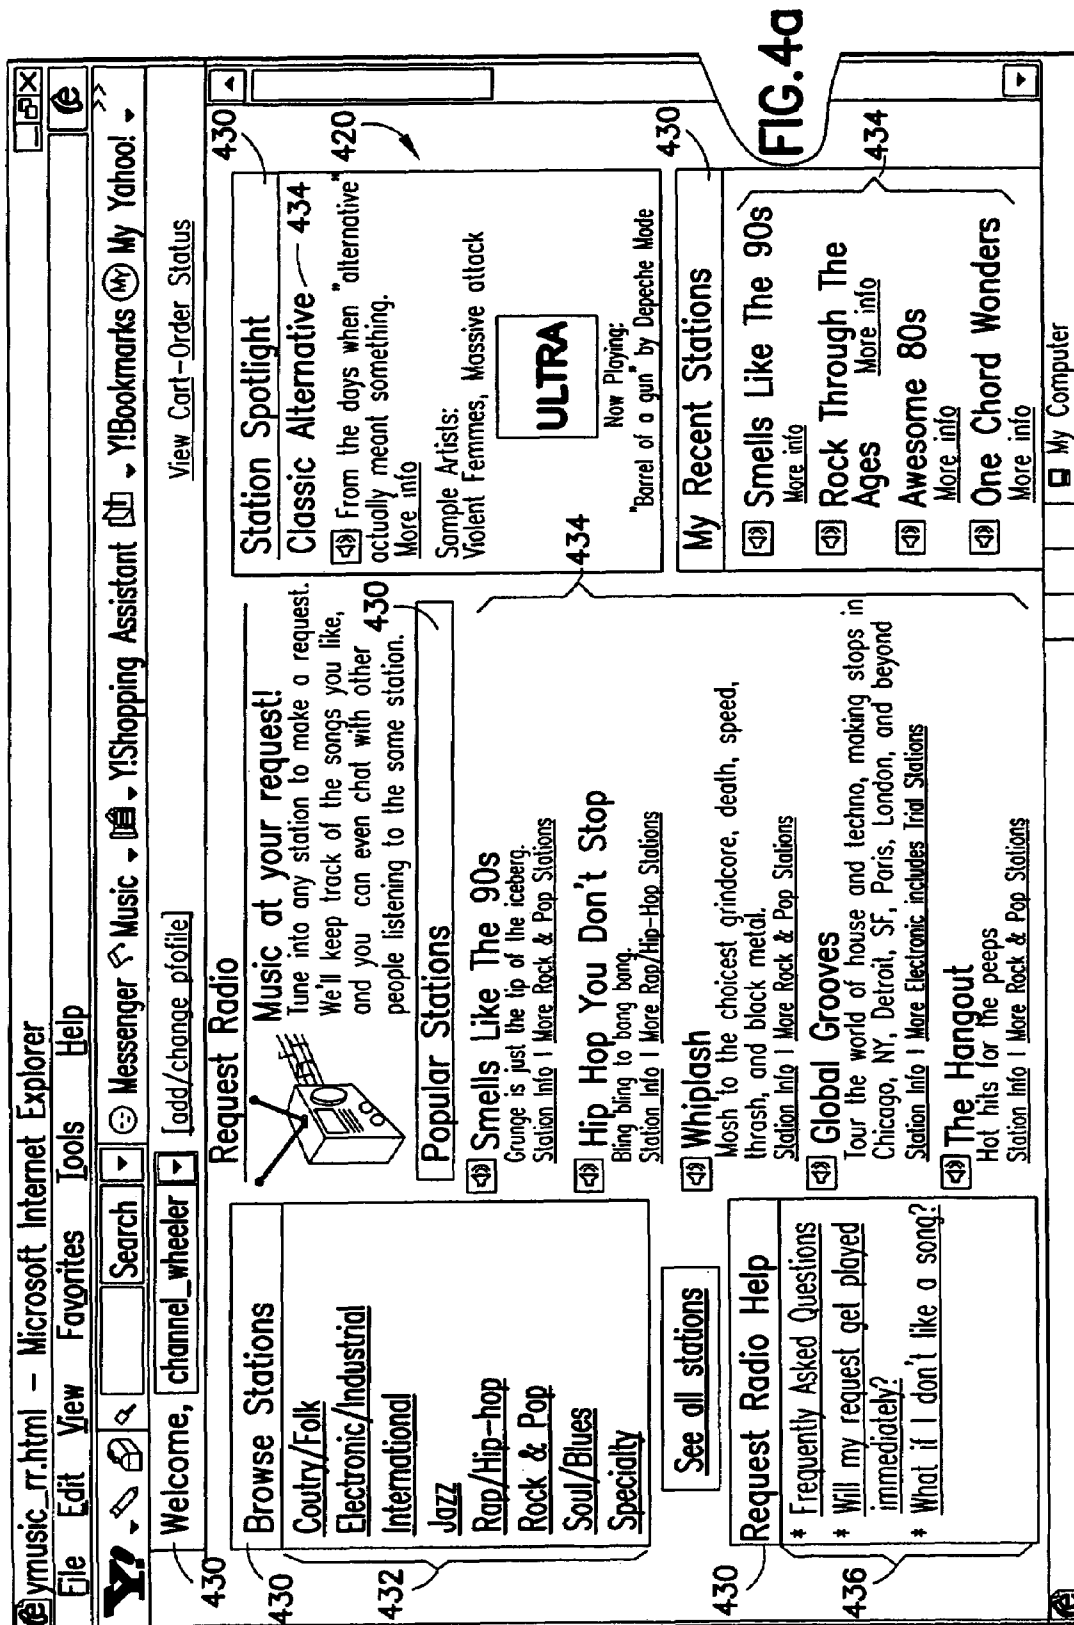 ymusic_rr.html – Microsoft Internet Explorer
File Edit View Favorites Tools Help
Y! Search Messenger Music Y!Shopping Assistant Y!Bookmarks My My Yahoo! >>
Welcome, channel_wheeler [add/change pfofile] View Cart-Order Status
430
430
Browse Stations
Coutry/Folk
Electronic/Industrial
International
Jazz
Rap/Hip-hop
Rock & Pop
Soul/Blues
Specialty
432
See all stations
430
Request Radio Help
* Frequently Asked Questions
* Will my request get played
immediately?
* What if I don't like a song?
436
Request Radio
Music at your request!
Tune into any station to make a request.
We'll keep track of the songs you like,
and you can even chat with other
people listening to the same station.
430
Popular Stations
Smells Like The 90s
Grunge is just the tip of the iceberg.
Station Info | More Rock & Pop Stations
Hip Hop You Don't Stop
Bling bling to bang bang.
Station Info | More Rap/Hip-Hop Stations
Whiplash
Mosh to the choicest grindcore, death, speed,
thrash, and black metal.
Station Info | More Rock & Pop Stations
Global Grooves
Tour the world of house and techno, making stops in
Chicago, NY, Detroit, SF, Paris, London, and beyond
Station Info | More Electronic includes Trial Stations
The Hangout
Hot hits for the peeps
Station Info | More Rock & Pop Stations
434
430
Station Spotlight
Classic Alternative 434
From the days when "alternative"
actually meant something.
More info
420
Sample Artists:
Violent Femmes, Massive attack
ULTRA
Now Playing:
"Barrel of a gun" by Depeche Mode
430
My Recent Stations
Smells Like The 90s
More info
Rock Through The
Ages More info
Awesome 80s
More info
One Chord Wonders
More info
434
My Computer
FIG.4a